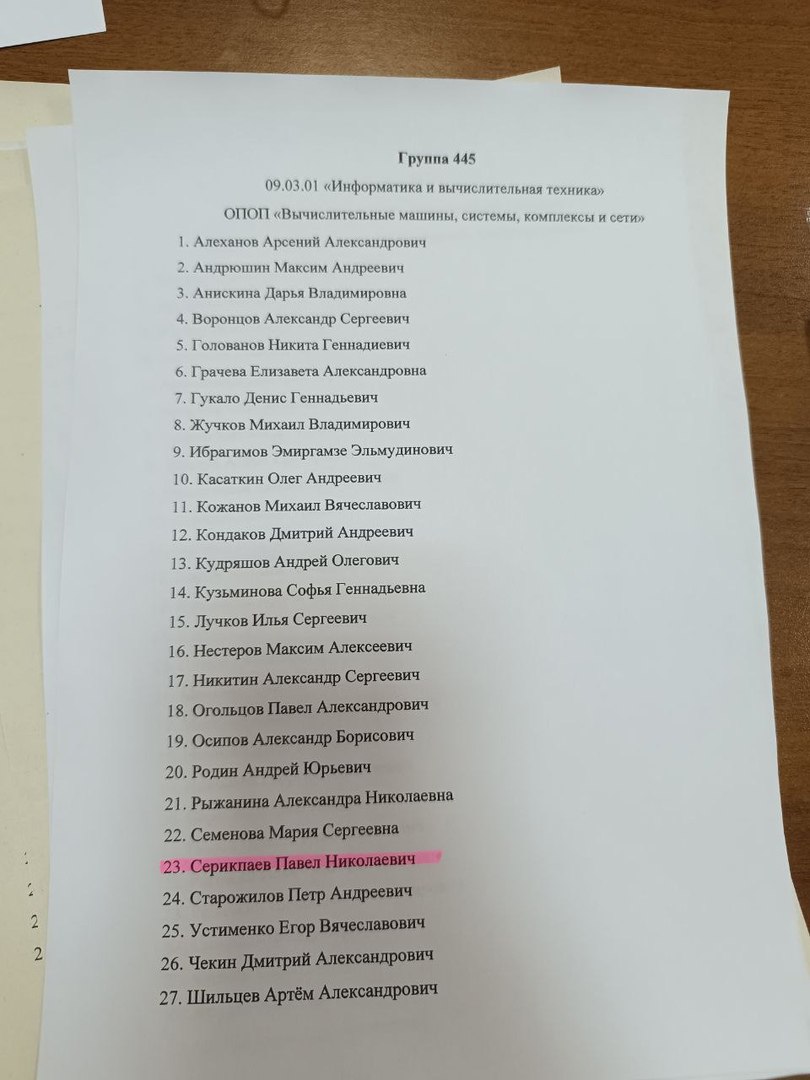 Группа 445
09.03.01 «Информатика и вычислительная техника»
ОПОП «Вычислительные машины, системы, комплексы и сети»
1. Алеханов Арсений Александрович
2. Андрюшин Максим Андреевич
3. Анискина Дарья Владимировна
4. Воронцов Александр Сергеевич
5. Голованов Никита Геннадиевич
6. Грачева Елизавета Александровна
7. Гукало Денис Геннадьевич
8. Жучков Михаил Владимирович
9. Ибрагимов Эмиргамзе Эльмудинович
10. Касаткин Олег Андреевич
11. Кожанов Михаил Вячеславович
12. Кондаков Дмитрий Андреевич
13. Кудряшов Андрей Олегович
14. Кузьминова Софья Геннадьевна
15. Лучков Илья Сергеевич
16. Нестеров Максим Алексеевич
17. Никитин Александр Сергеевич
18. Огольцов Павел Александрович
19. Осипов Александр Борисович
20. Родин Андрей Юрьевич
21. Рыжанина Александра Николаевна
22. Семенова Мария Сергеевна
23. Серикпаев Павел Николаевич
24. Старожилов Петр Андреевич
25. Устименко Егор Вячеславович
26. Чекин Дмитрий Александрович
27. Шильцев Артём Александрович
2
2